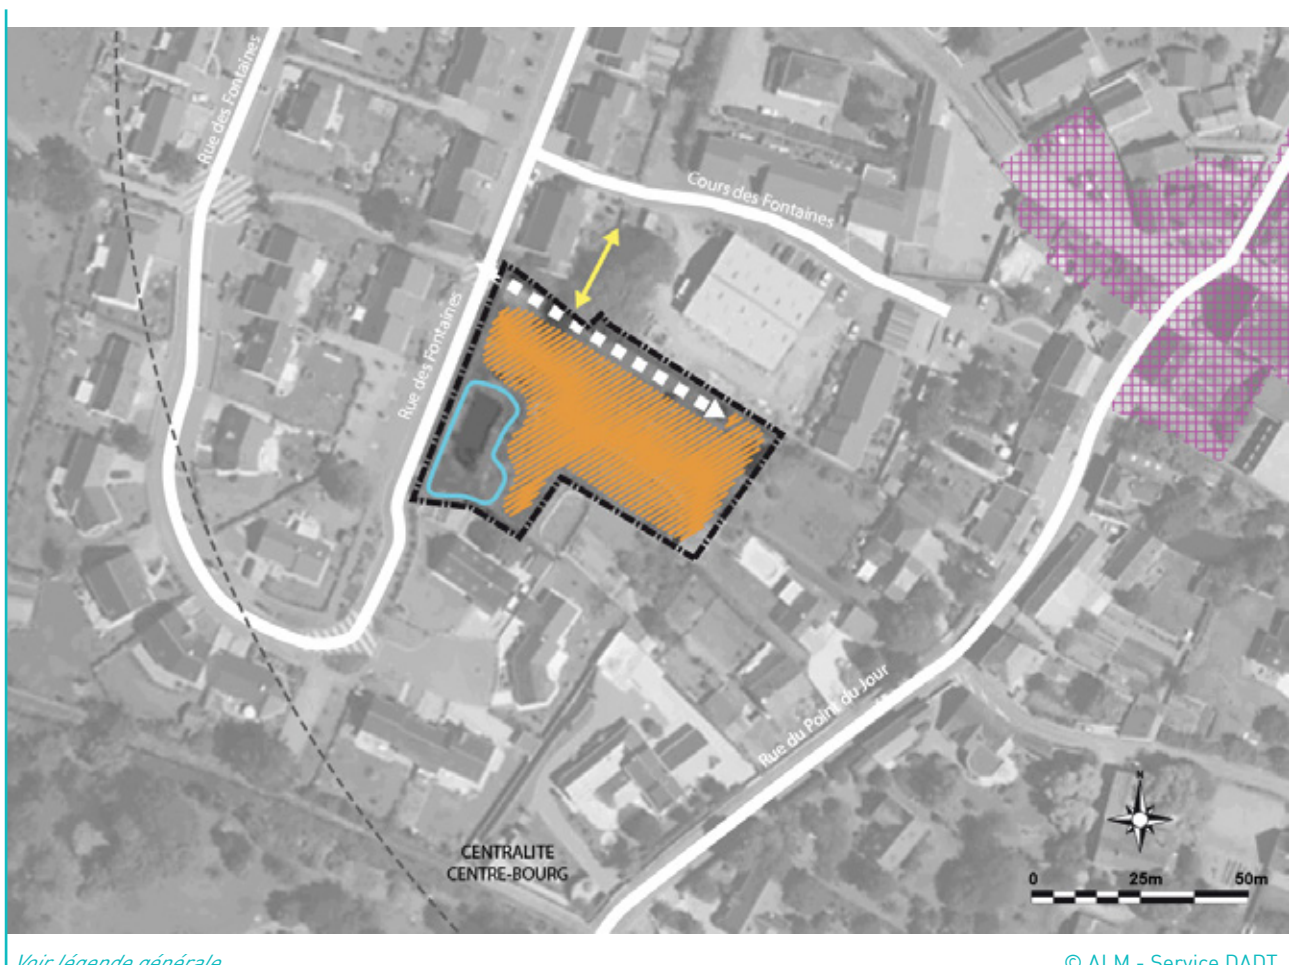 Rue des Fontaines
Cours des Fontaines
Rue des Fontaines
Rue du Point du Jour
CENTRALITE
CENTRE-BOURG
N
0 25m 50m
Voir légende générale
© ALM - Service DADT